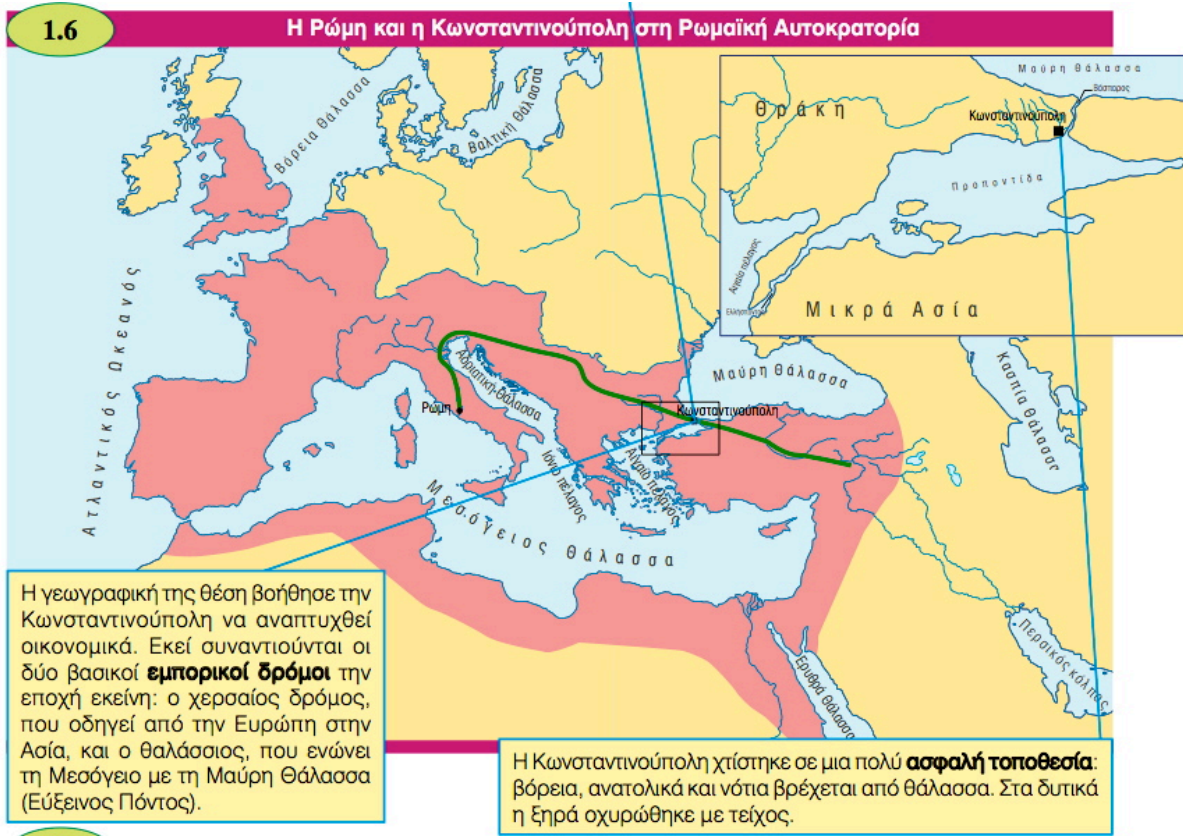 1.6
Η Ρώμη και η Κωνσταντινούπολη στη Ρωμαϊκή Αυτοκρατορία
Μαύρη Θάλασσα
Βόσπορος
Θράκη
Κωνσταντινούπολη
Προποντίδα
Αιγαίο πέλαγος
Μικρά Ασία
Βόρεια Θάλασσα
Βαλτική Θάλασσα
Ατλαντικός Ωκεανός
Αδριατική Θάλασσα
Ρώμη
Μαύρη Θάλασσα
Κωνσταντινούπολη
Κασπία Θάλασσα
Ιόνιο πέλαγος
Αιγαίο πέλαγος
Μεσόγειος Θάλασσα
Ερυθρά Θάλασσα
Περσικός κόλπος
Η γεωγραφική της θέση βοήθησε την
Κωνσταντινούπολη να αναπτυχθεί
οικονομικά. Εκεί συναντιούνται οι
δύο βασικοί εμπορικοί δρόμοι την
εποχή εκείνη: ο χερσαίος δρόμος,
που οδηγεί από την Ευρώπη στην
Ασία, και ο θαλάσσιος, που ενώνει
τη Μεσόγειο με τη Μαύρη Θάλασσα
(Εύξεινος Πόντος).
Η Κωνσταντινούπολη χτίστηκε σε μια πολύ ασφαλή τοποθεσία:
βόρεια, ανατολικά και νότια βρέχεται από θάλασσα. Στα δυτικά
η ξηρά οχυρώθηκε με τείχος.